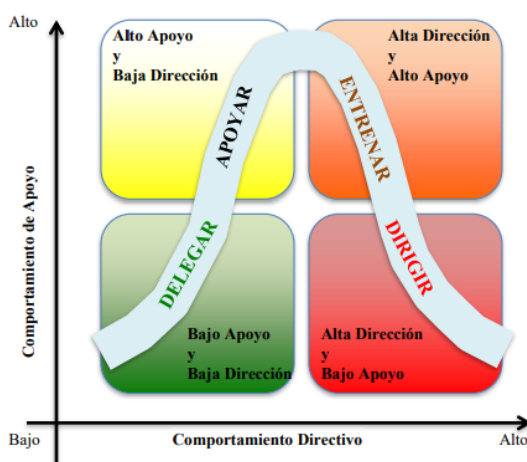 Alto
Alto Apoyo
y
Baja Dirección
Alta Dirección
y
Alto Apoyo
APOYAR
ENTRENAR
Comportamiento de Apoyo
DELEGAR
DIRIGIR
Bajo Apoyo
y
Baja Dirección
Alta Dirección
y
Bajo Apoyo
Bajo
Comportamiento Directivo
Alto